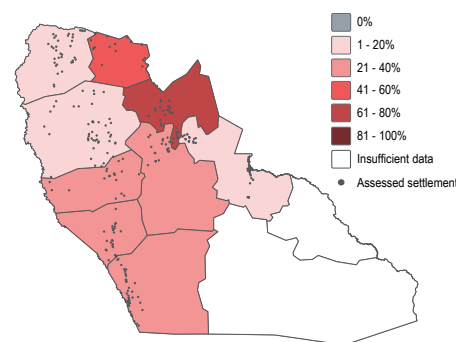 0%
1 - 20%
21 - 40%
41 - 60%
61 - 80%
81 - 100%
Insufficient data
Assessed settlement